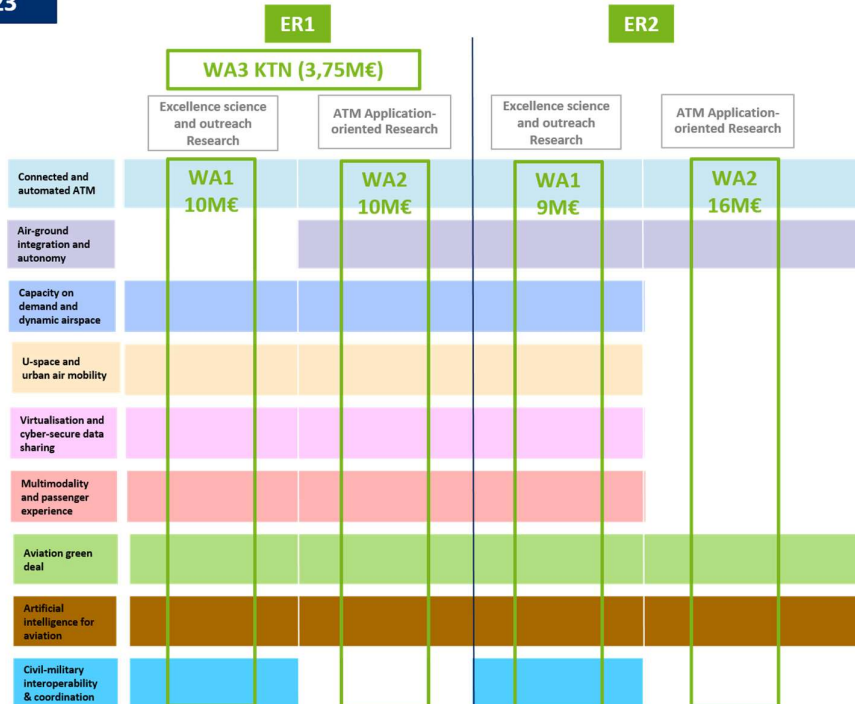 23
ER1
ER2
WA3 KTN (3,75M€)
Excellence science
and outreach
Research
ATM Application-
oriented Research
Excellence science
and outreach
Research
ATM Application-
oriented Research
Connected and
automated ATM
WA1
10M€
WA2
10M€
WA1
9M€
WA2
16M€
Air-ground
integration and
autonomy
Capacity on
demand and
dynamic airspace
U-space and
urban air mobility
Virtualisation and
cyber-secure data
sharing
Multimodality
and passenger
experience
Aviation green
deal
Artificial
intelligence for
aviation
Civil-military
interoperability
& coordination